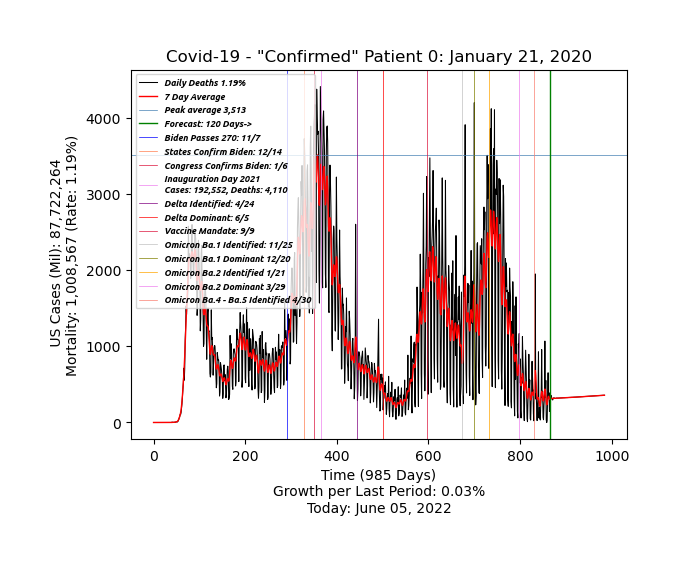 Covid-19 - "Confirmed" Patient 0: January 21, 2020
US Cases (Mil): 87,722,264
Mortality: 1,008,567 (Rate: 1.19%)
4000
3000
2000
1000
0
Daily Deaths 1.19%
7 Day Average
Peak average 3,513
Forecast: 120 Days->
Biden Passes 270: 11/7
States Confirm Biden: 12/14
Congress Confirms Biden: 1/6
Inauguration Day 2021
Cases: 192,552, Deaths: 4,110
Delta Identified: 4/24
Delta Dominant: 6/5
Vaccine Mandate: 9/9
Omicron Ba.1 Identified: 11/25
Omicron Ba.1 Dominant 12/20
Omicron Ba.2 Identified 1/21
Omicron Ba.2 Dominant 3/29
Omicron Ba.4 - Ba.5 Identified 4/30
0 200 400 600 800 1000
Time (985 Days)
Growth per Last Period: 0.03%
Today: June 05, 2022